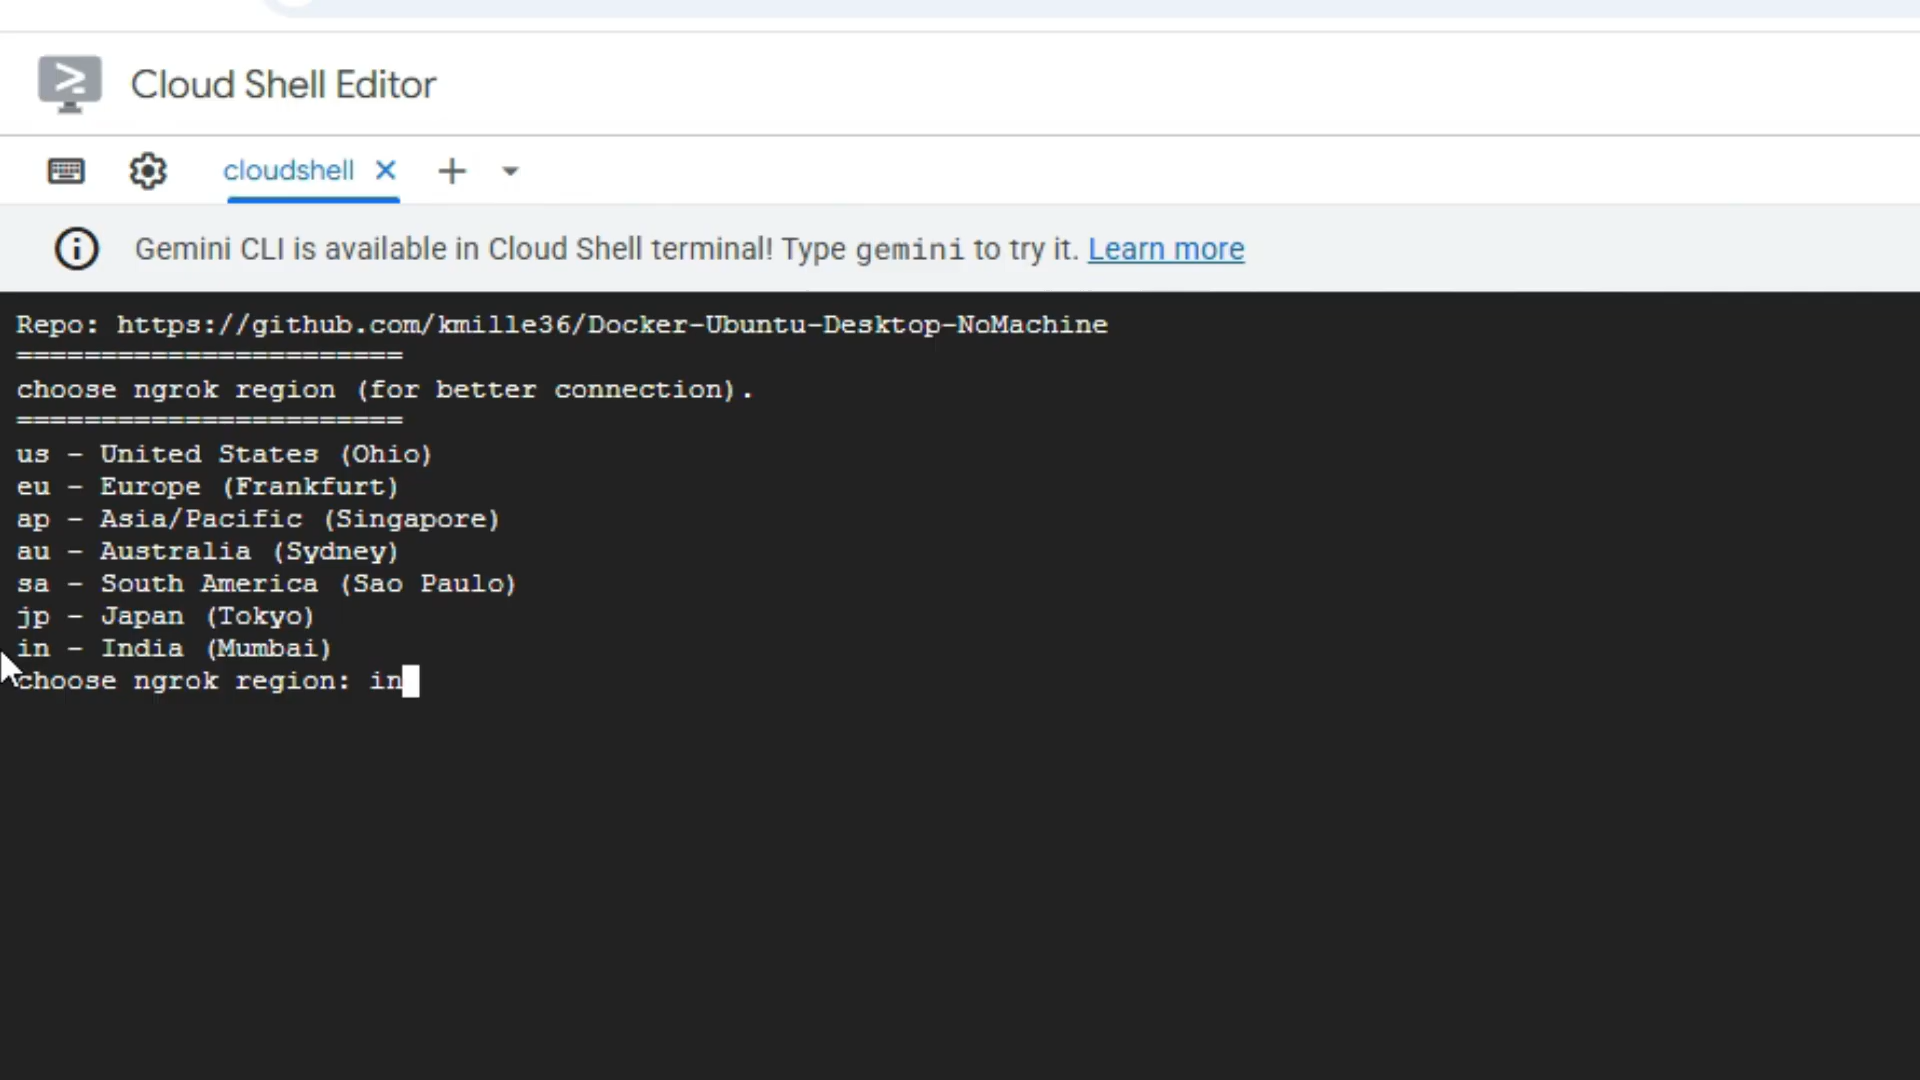 Cloud Shell Editor
cloudshell
Gemini CLI is available in Cloud Shell terminal! Type gemini to try it. Learn more
Repo: https://github.com/kmille36/Docker-Ubuntu-Desktop-NoMachine
=======================
choose ngrok region (for better connection).
=======================
us - United States (Ohio)
eu - Europe (Frankfurt)
ap - Asia/Pacific (Singapore)
au - Australia (Sydney)
sa - South America (Sao Paulo)
jp - Japan (Tokyo)
in - India (Mumbai)
choose ngrok region: in